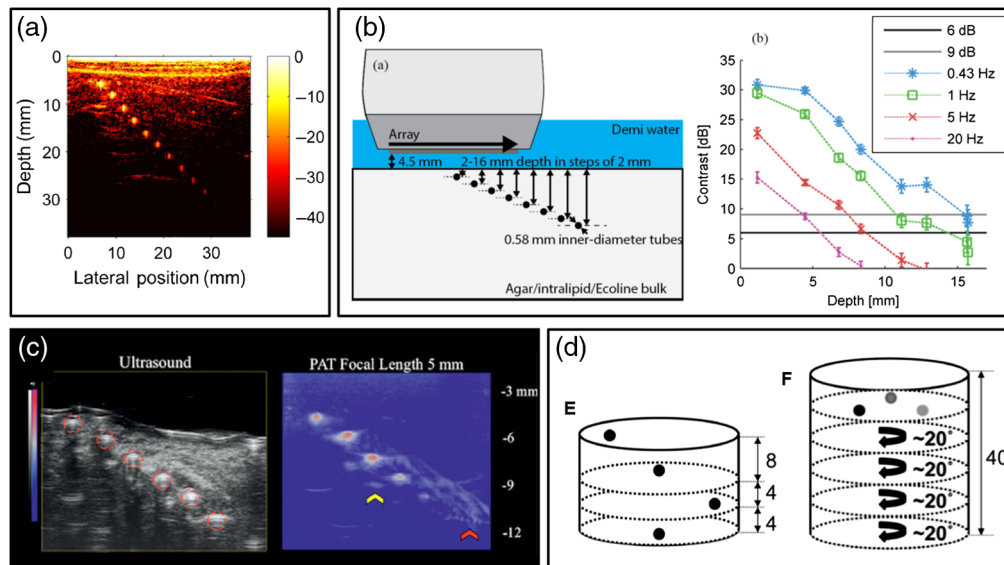 (a)
0
10
20
30
Depth (mm)
0
10
20
30
Lateral position (mm)
0
−10
−20
−30
−40
(b)
(a)
Array
Demi water
4.5 mm
2-16 mm depth in steps of 2 mm
0.58 mm inner-diameter tubes
Agar/intralipid/Ecoline bulk
(b)
35
30
25
20
15
10
6
5
0
Contrast [dB]
0
5
10
15
Depth [mm]
6 dB
9 dB
0.43 Hz
1 Hz
5 Hz
20 Hz
(c)
Ultrasound
PAT Focal Length 5 mm
-3 mm
-6
-9
-12
(d)
E
8
4
4
F
~20°
~20°
~20°
~20°
40